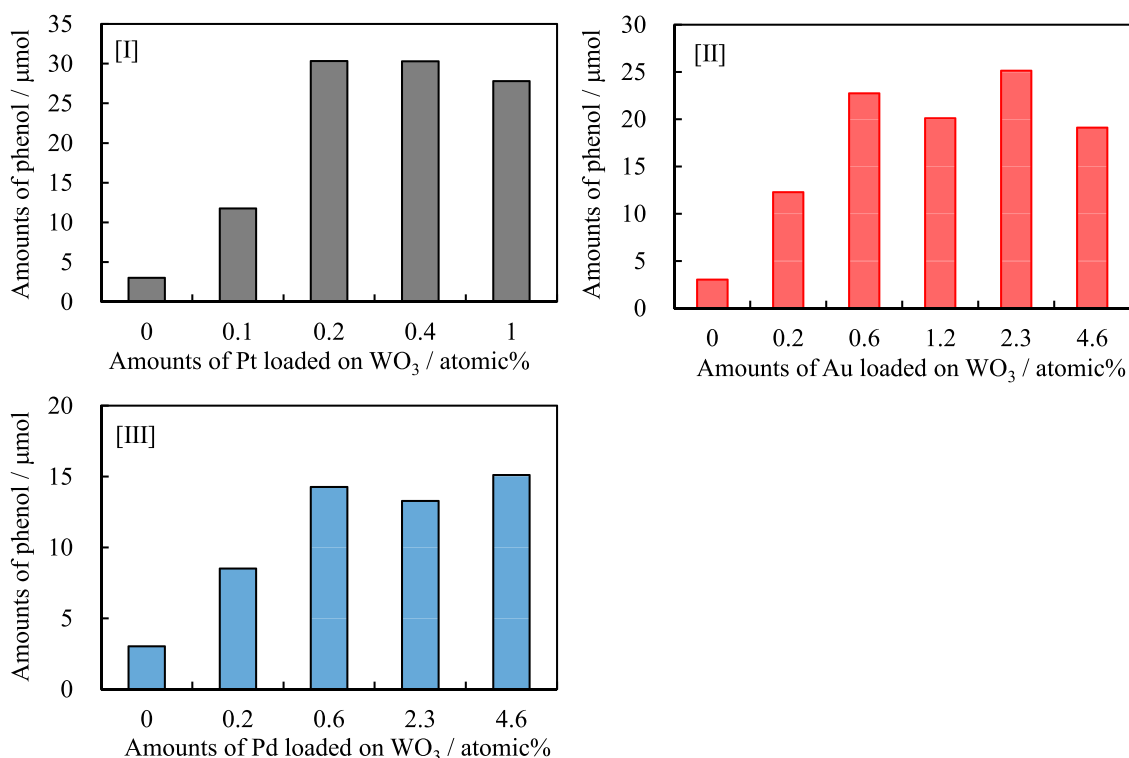 [I]
Amounts of phenol / μmol
35
30
25
20
15
10
5
0
0 0.1 0.2 0.4 1
Amounts of Pt loaded on WO₃ / atomic%
[II]
Amounts of phenol / μmol
30
25
20
15
10
5
0
0 0.2 0.6 1.2 2.3 4.6
Amounts of Au loaded on WO₃ / atomic%
[III]
Amounts of phenol / μmol
20
15
10
5
0
0 0.2 0.6 2.3 4.6
Amounts of Pd loaded on WO₃ / atomic%